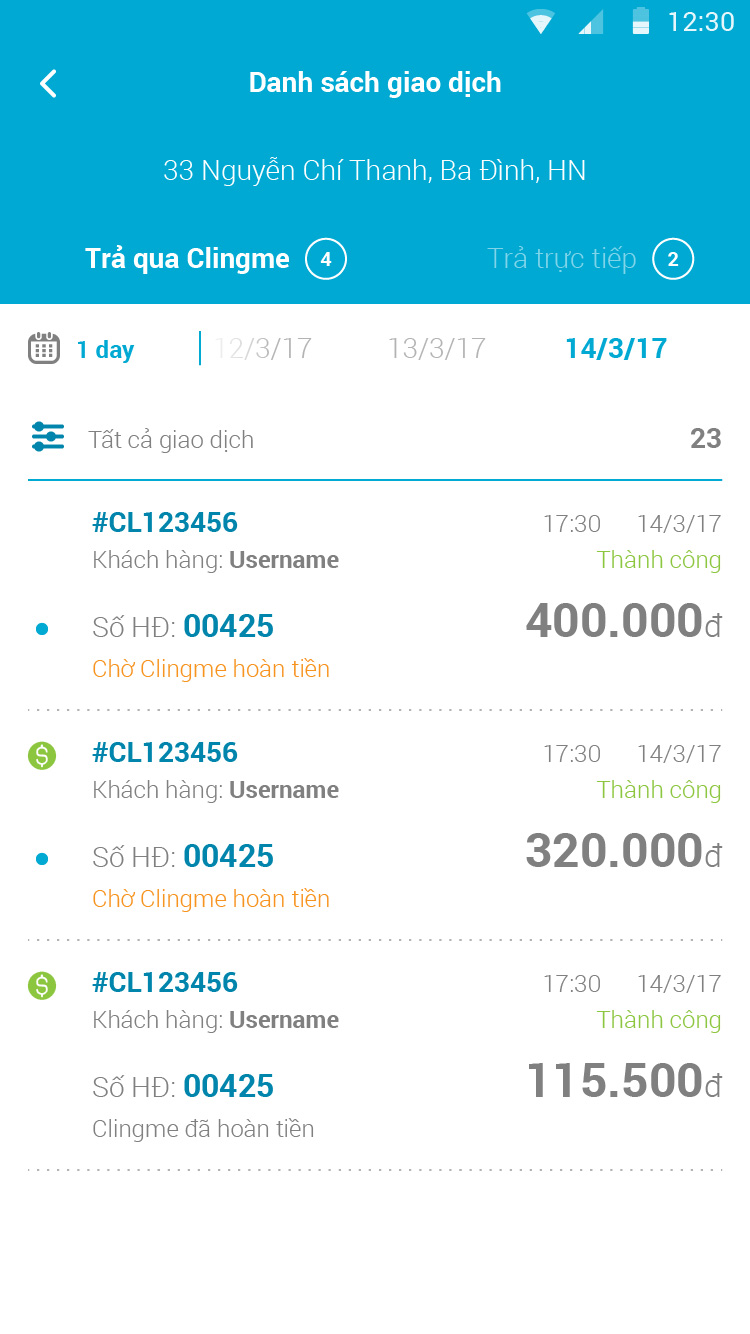 12:30
Danh sách giao dịch
33 Nguyễn Chí Thanh, Ba Đình, HN
Trả qua Clingme 4 Trả trực tiếp 2
1 day 12/3/17 13/3/17 14/3/17
Tất cả giao dịch 23
#CL123456 17:30 14/3/17
Khách hàng: Username Thành công
Số HĐ: 00425 400.000đ
Chờ Clingme hoàn tiền
#CL123456 17:30 14/3/17
Khách hàng: Username Thành công
Số HĐ: 00425 320.000đ
Chờ Clingme hoàn tiền
#CL123456 17:30 14/3/17
Khách hàng: Username Thành công
Số HĐ: 00425 115.500đ
Clingme đã hoàn tiền